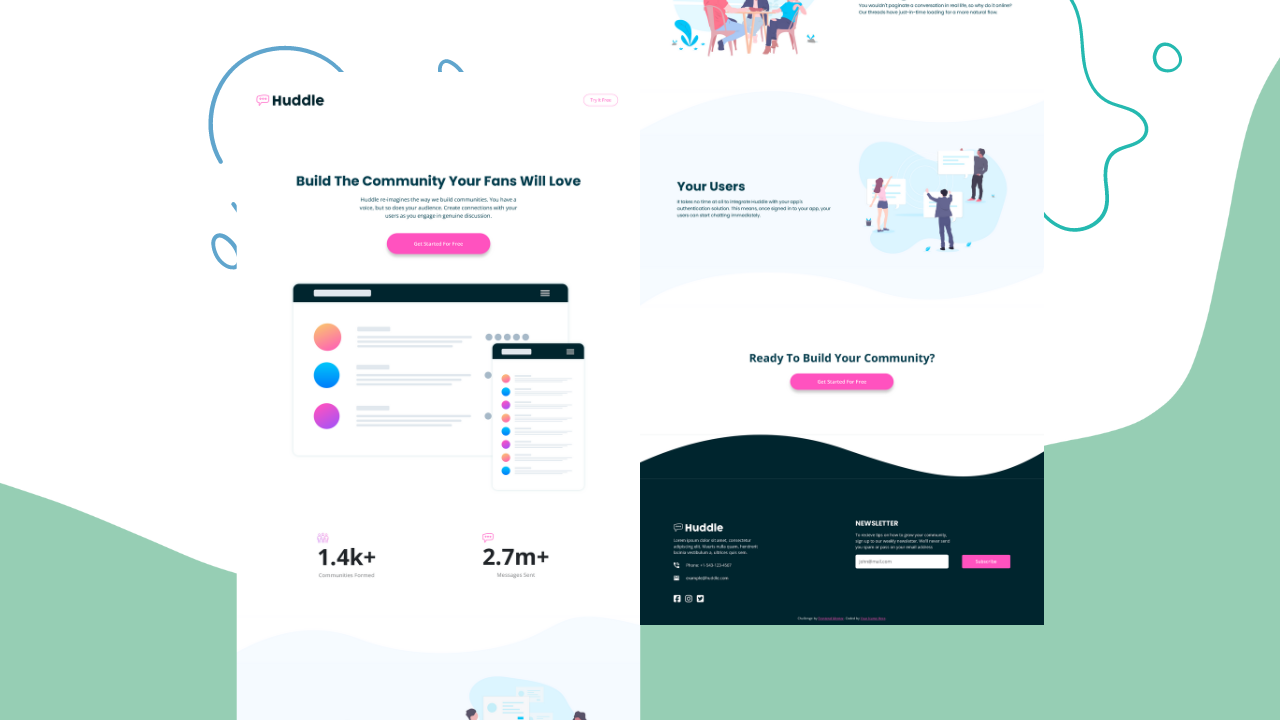 Huddle
Try It Free
Build The Community Your Fans Will Love
Huddle re-imagines the way we build communities. You have a
voice, but so does your audience. Create connections with your
users as you engage in genuine discussion.
Get Started For Free
1.4k+
Communities Formed
2.7m+
Messages Sent
You wouldn't paginate a conversation in real life, so why do it online?
Our threads have just-in-time loading for a more natural flow.
Your Users
It takes no time at all to integrate Huddle with your app's
authentication solution. This means, once signed in to your app, your
users can start chatting immediately.
Ready To Build Your Community?
Get Started For Free
Huddle
Lorem ipsum dolor sit amet, consectetur
adipiscing elit. Mauris nulla quam, hendrerit
lacinia vestibulum a, ultrices quis sem.
Phone: +1-543-123-4567
example@huddle.com
NEWSLETTER
To recieve tips on how to grow your community,
sign up to our weekly newsletter. We'll never send
you spam or pass on your email address
john@mail.com
Subscribe
Challenge by Frontend Mentor. Coded by